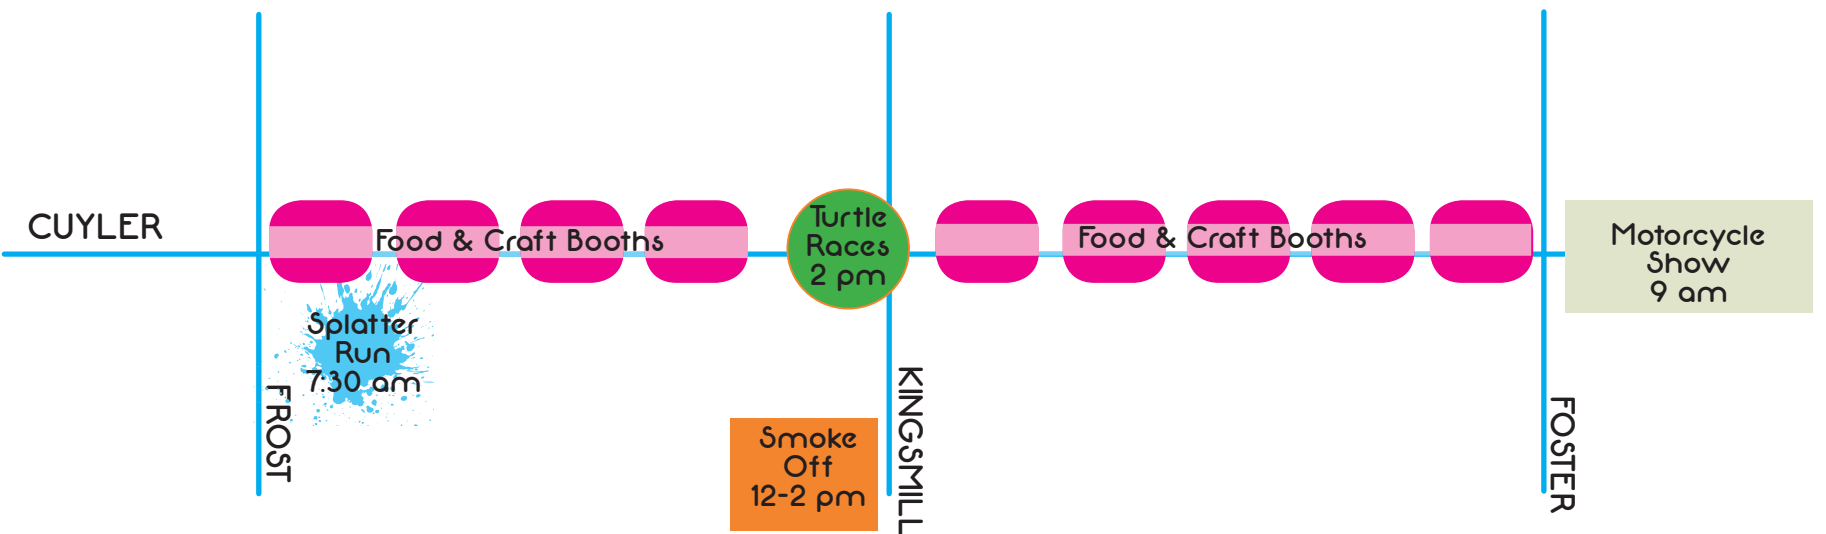 CUYLER
Food & Craft Booths
Turtle
Races
2 pm
Food & Craft Booths
Motorcycle
Show
9 am
Splatter
Run
7:30 am
FROST
Smoke
Off
12-2 pm
KINGSMILL
FOSTER